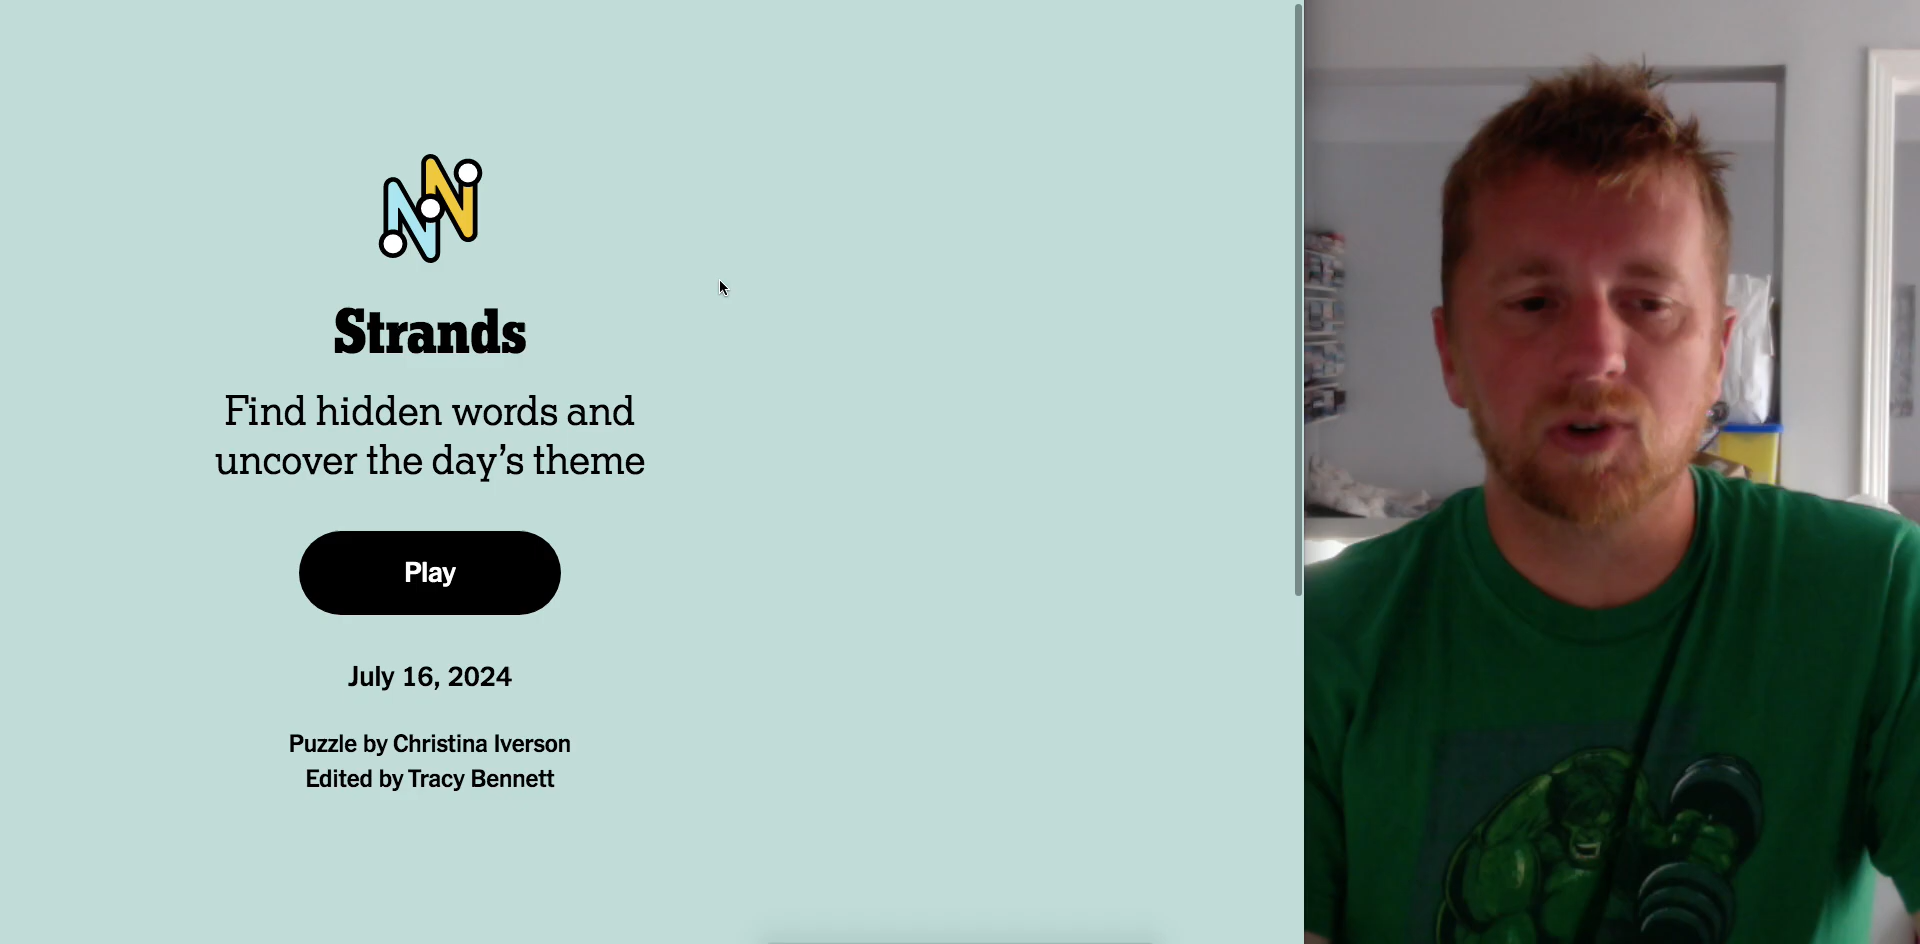 Strands
Find hidden words and
uncover the day’s theme
Play
July 16, 2024
Puzzle by Christina Iverson
Edited by Tracy Bennett